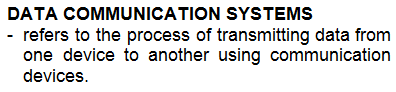 DATA COMMUNICATION SYSTEMS
- refers to the process of transmitting data from
one device to another using communication
devices.